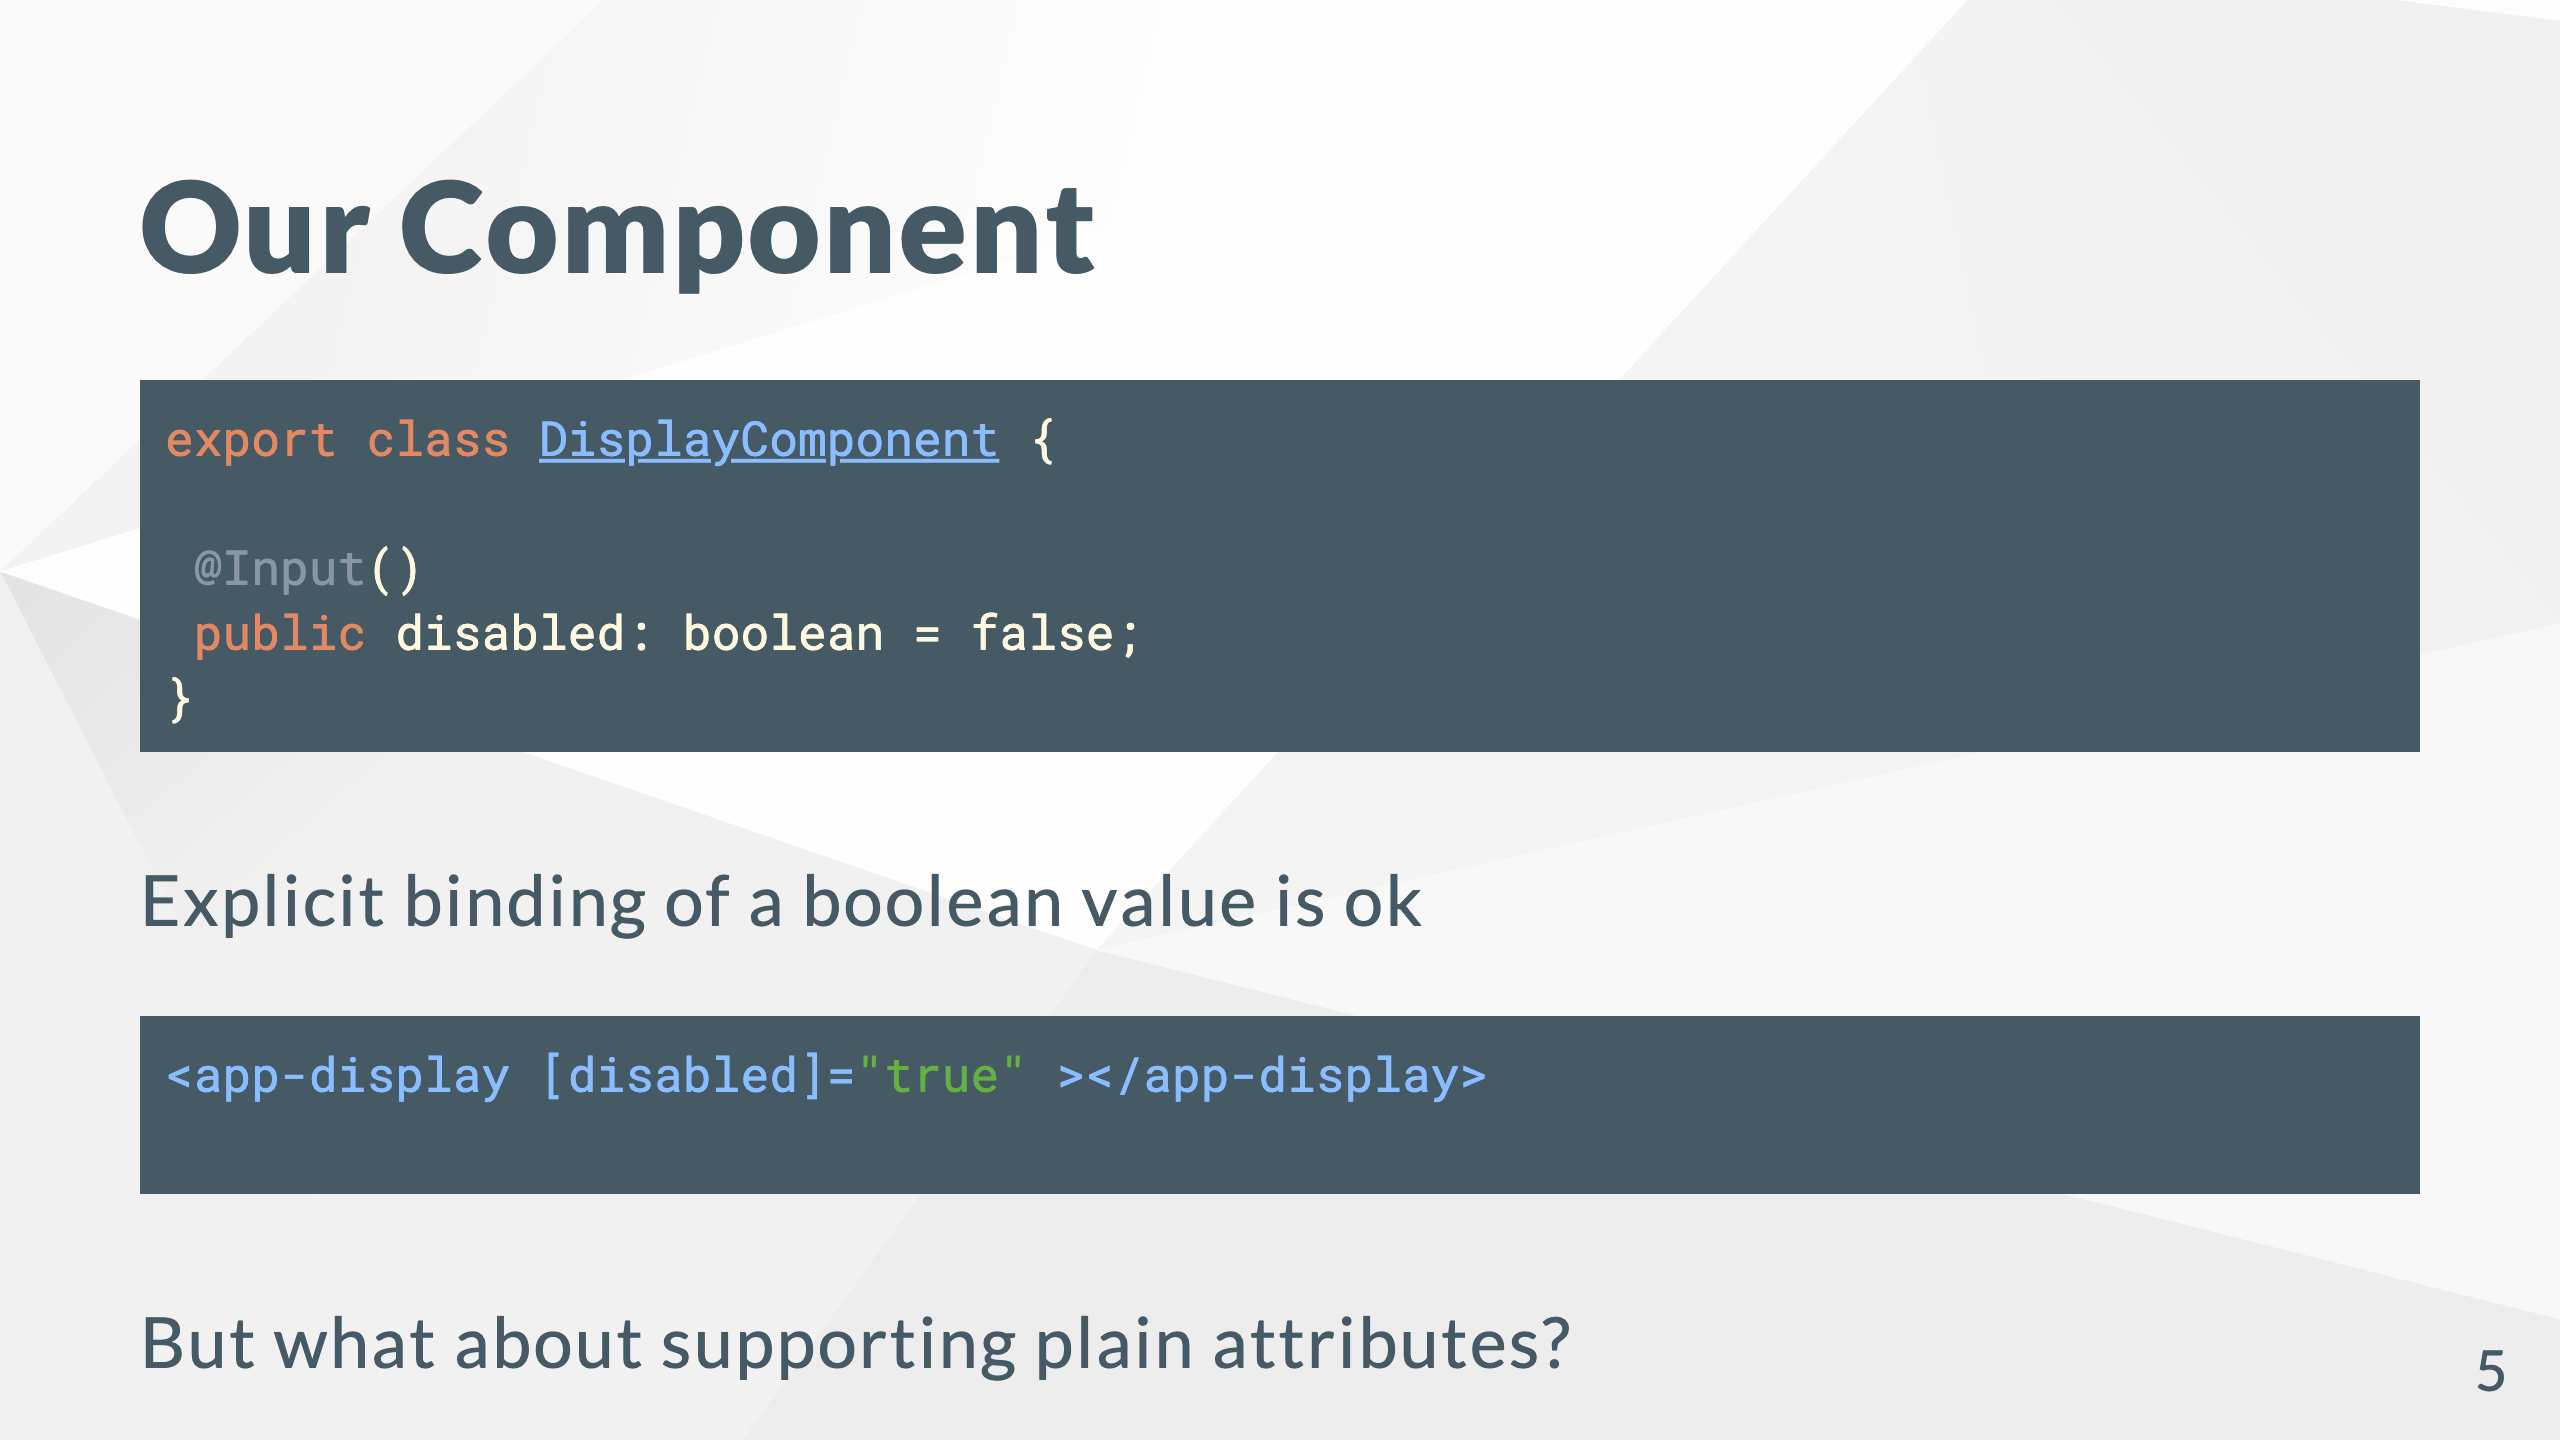 Our Component
export class DisplayComponent {
@Input()
public disabled: boolean = false;
}
Explicit binding of a boolean value is ok
<app-display [disabled]="true" ></app-display>
But what about supporting plain attributes?
5